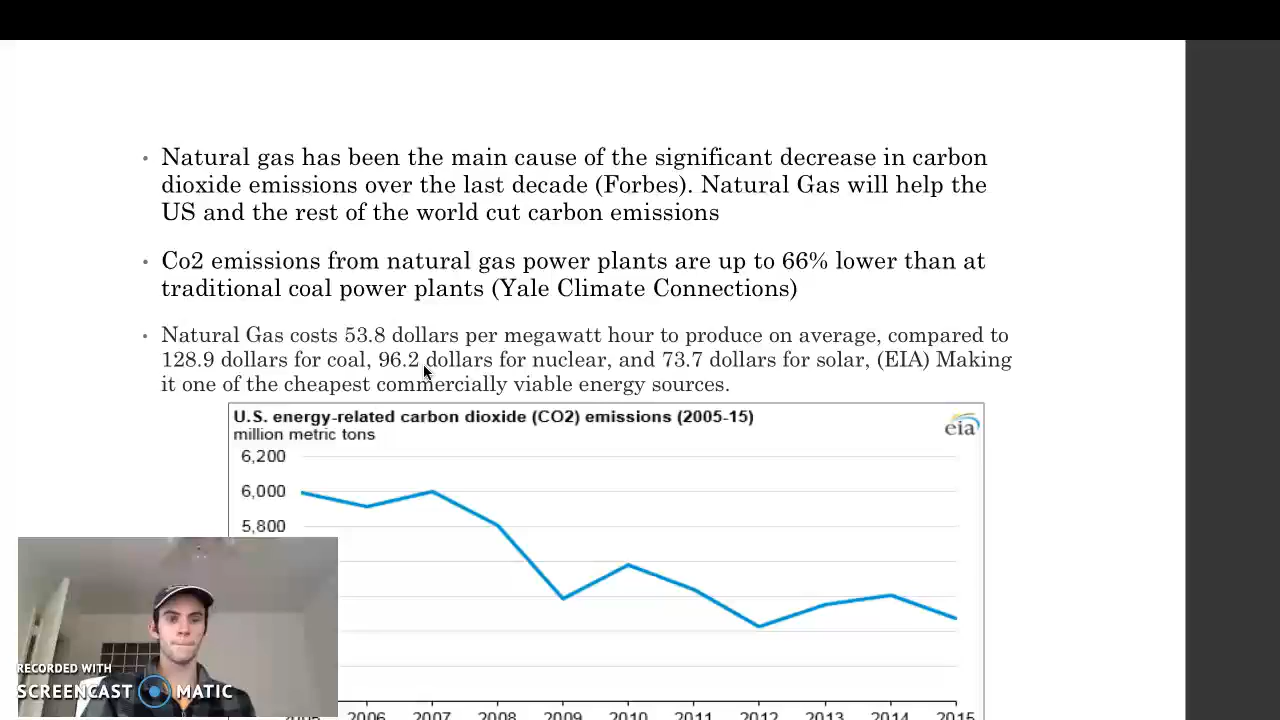 Natural gas has been the main cause of the significant decrease in carbon
dioxide emissions over the last decade (Forbes). Natural Gas will help the
US and the rest of the world cut carbon emissions
Co2 emissions from natural gas power plants are up to 66% lower than at
traditional coal power plants (Yale Climate Connections)
Natural Gas costs 53.8 dollars per megawatt hour to produce on average, compared to
128.9 dollars for coal, 96.2 dollars for nuclear, and 73.7 dollars for solar, (EIA) Making
it one of the cheapest commercially viable energy sources.
U.S. energy-related carbon dioxide (CO2) emissions (2005-15)
million metric tons
eia
6,200
6,000
5,800
RECORDED WITH
SCREENCAST MATIC
2005 2006 2007 2008 2009 2010 2011 2012 2013 2014 2015